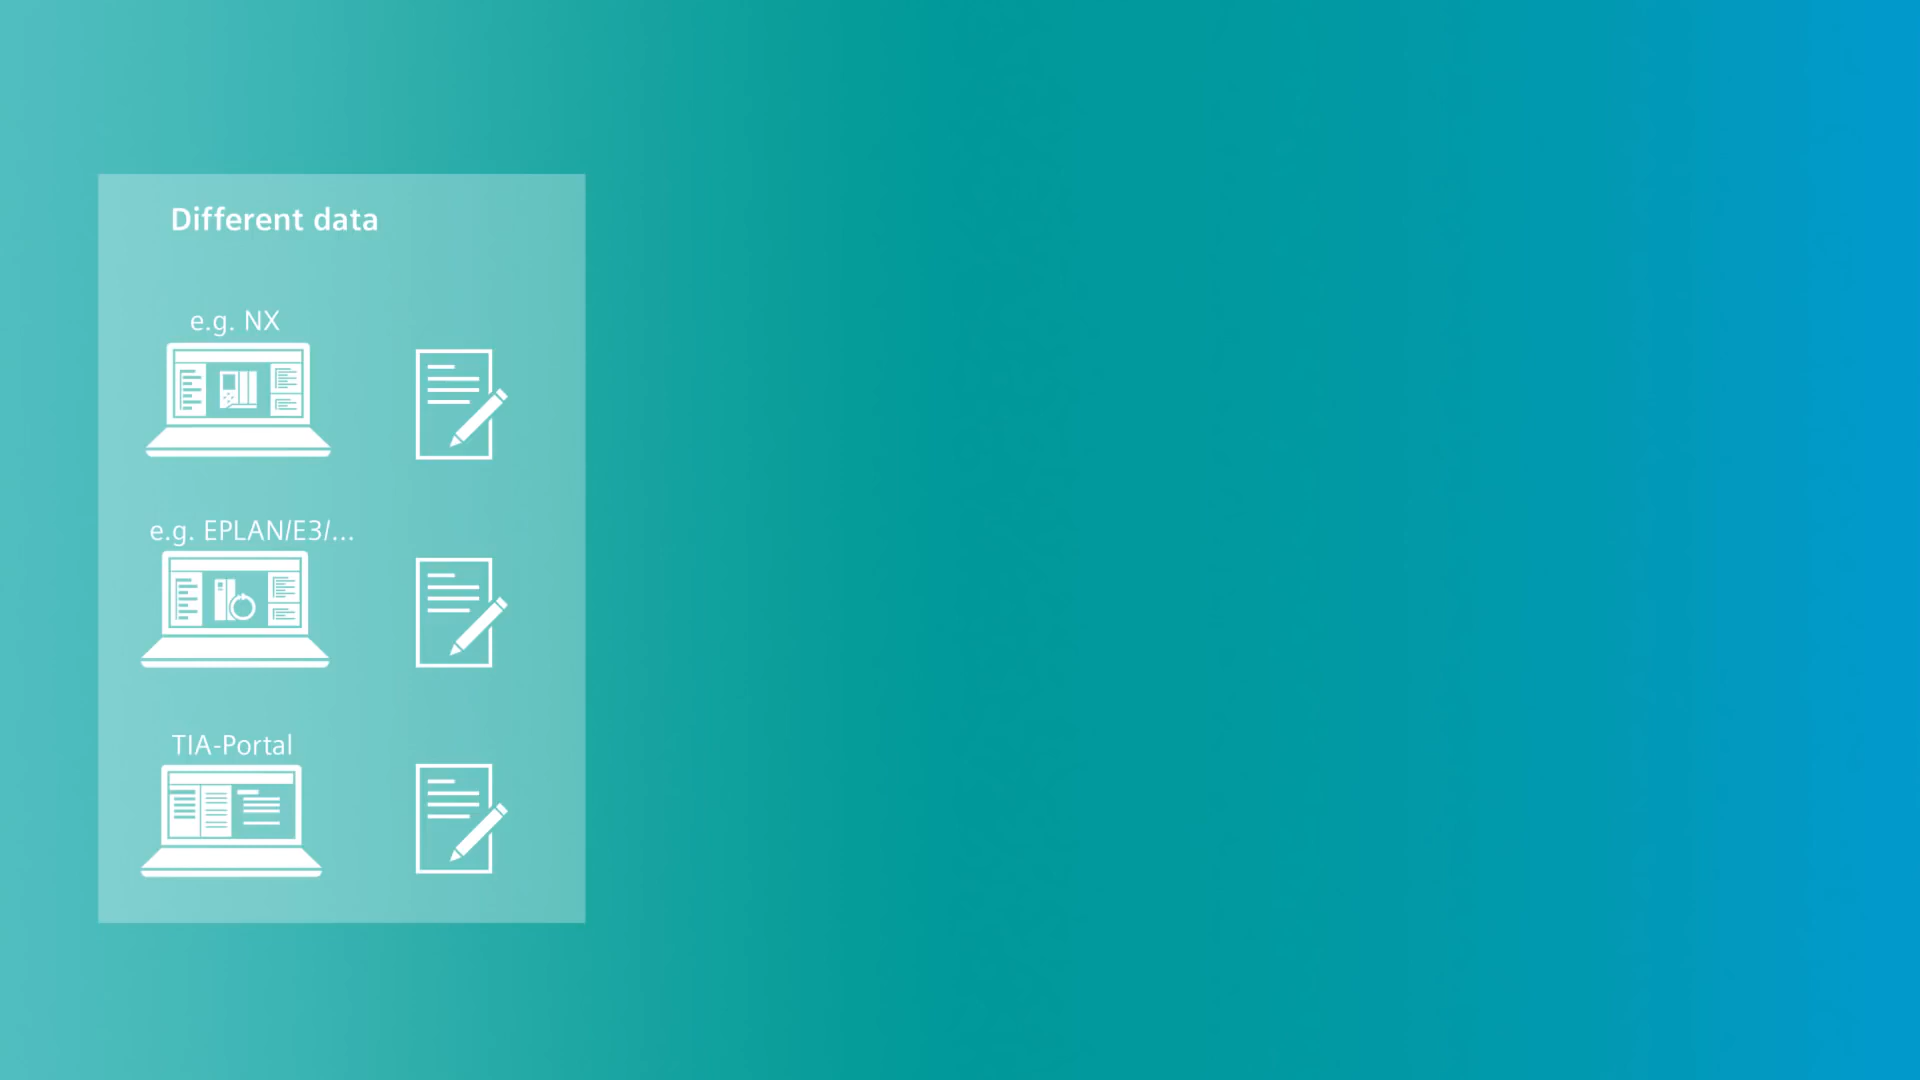 Different data
e.g. NX
e.g. EPLAN/E3/...
TIA-Portal